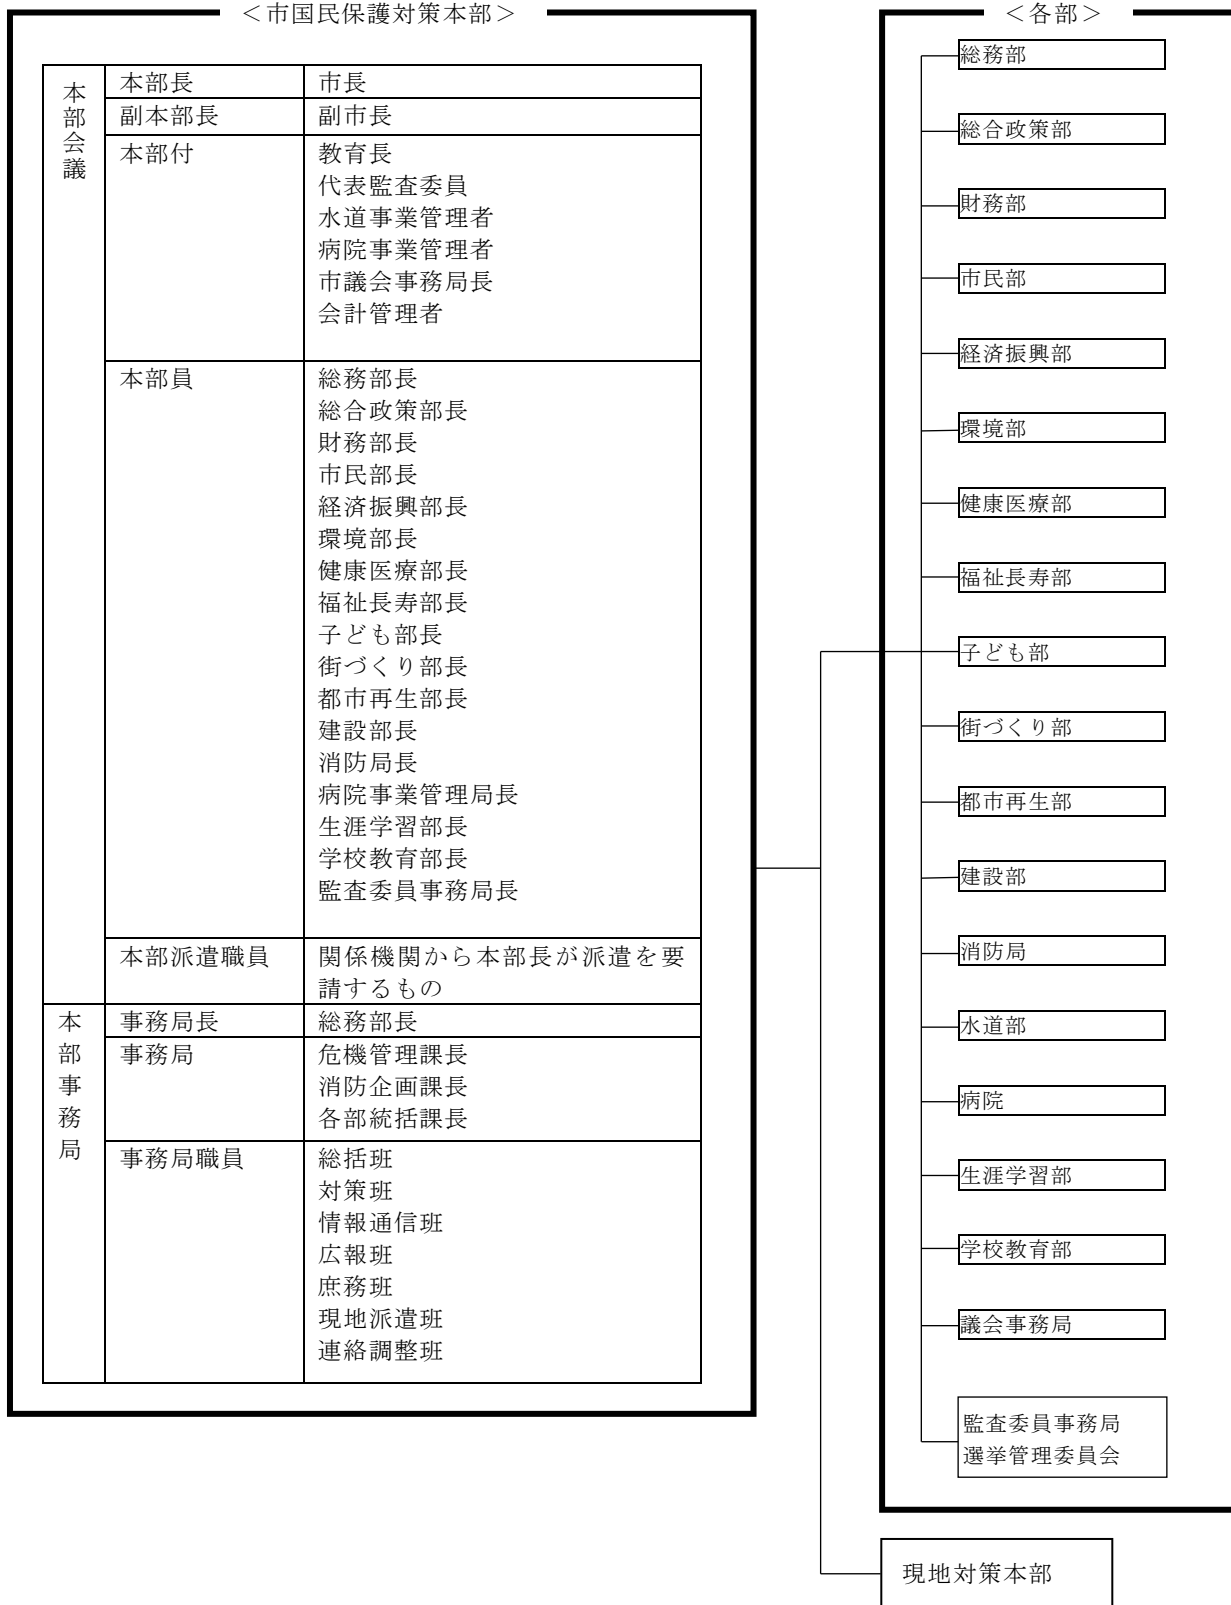 ＜市国民保護対策本部＞
本部会議
本部長
市長
副本部長
副市長
本部付
教育長
代表監査委員
水道事業管理者
病院事業管理者
市議会事務局長
会計管理者
本部員
総務部長
総合政策部長
財務部長
市民部長
経済振興部長
環境部長
健康医療部長
福祉長寿部長
子ども部長
街づくり部長
都市再生部長
建設部長
消防局長
病院事業管理局長
生涯学習部長
学校教育部長
監査委員事務局長
本部派遣職員
関係機関から本部長が派遣を要
請するもの
本部事務局
事務局長
総務部長
事務局
危機管理課長
消防企画課長
各部統括課長
事務局職員
総括班
対策班
情報通信班
広報班
庶務班
現地派遣班
連絡調整班
＜各部＞
総務部
総合政策部
財務部
市民部
経済振興部
環境部
健康医療部
福祉長寿部
子ども部
街づくり部
都市再生部
建設部
消防局
水道部
病院
生涯学習部
学校教育部
議会事務局
監査委員事務局
選挙管理委員会
現地対策本部